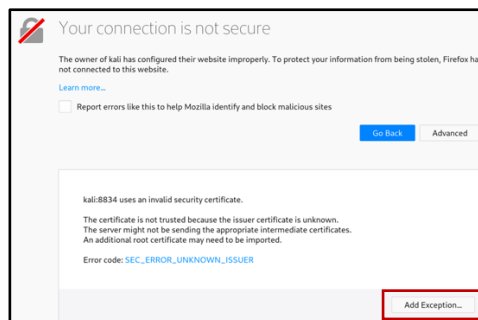 Your connection is not secure
The owner of kali has configured their website improperly. To protect your information from being stolen, Firefox ha
not connected to this website.
Learn more...
Report errors like this to help Mozilla identify and block malicious sites
Go Back
Advanced
kali:8834 uses an invalid security certificate.
The certificate is not trusted because the issuer certificate is unknown.
The server might not be sending the appropriate intermediate certificates.
An additional root certificate may need to be imported.
Error code: SEC_ERROR_UNKNOWN_ISSUER
Add Exception...